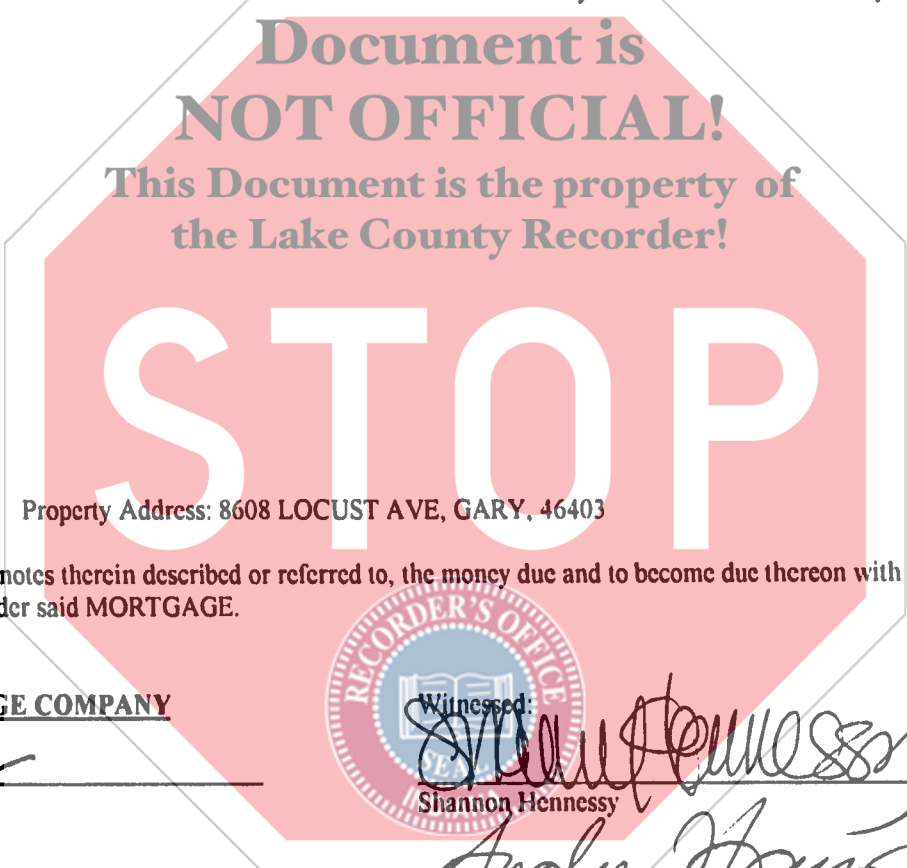 Document is
NOT OFFICIAL!
This Document is the property of
the Lake County Recorder!
STOP
Property Address: 8608 LOCUST AVE, GARY, 46403
notes therein described or referred to, the money due and to become due thereon with
der said MORTGAGE.
RECORDER'S OFFICE
SEAL
GE COMPANY
Witnessed:
Shannon Hennessy